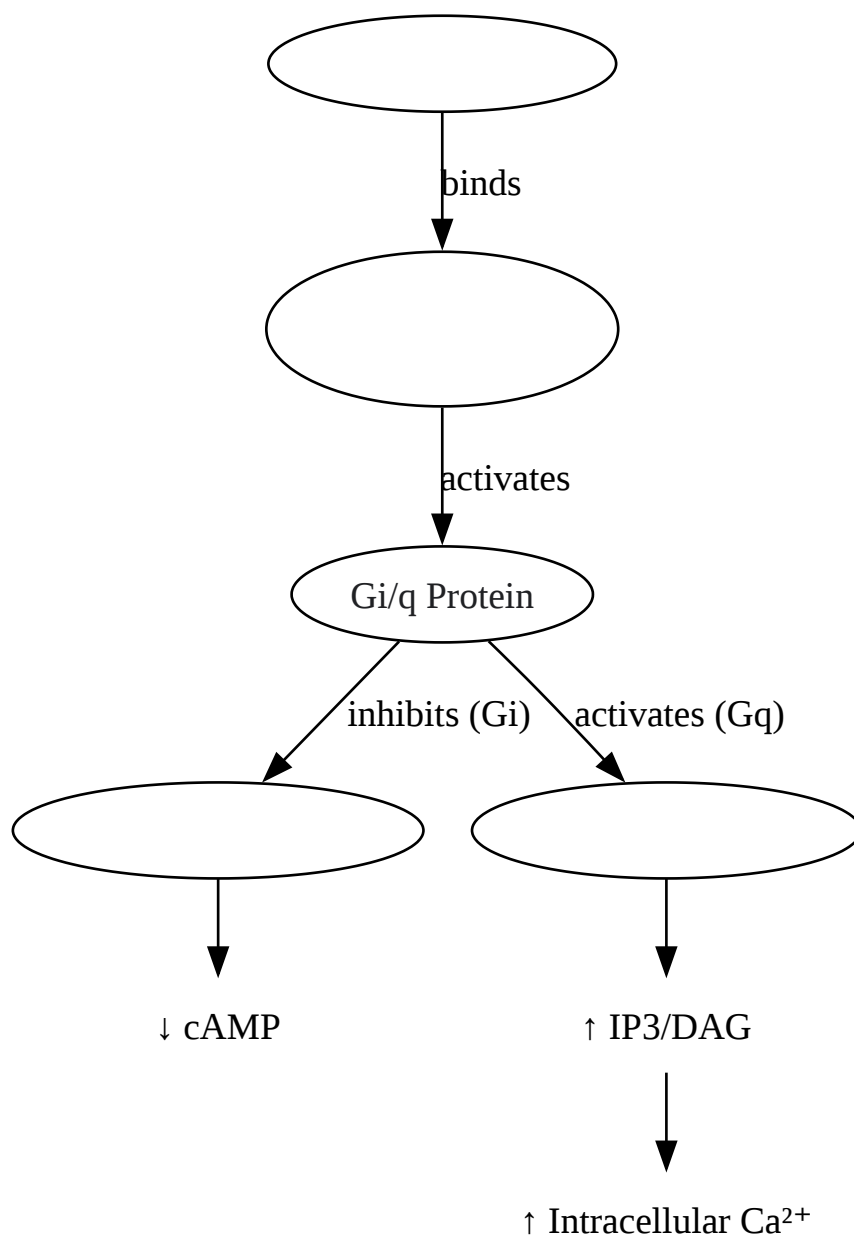 binds
activates
Gi/q Protein
inhibits (Gi)
activates (Gq)
↓ cAMP
↑ IP3/DAG
↑ Intracellular Ca²⁺